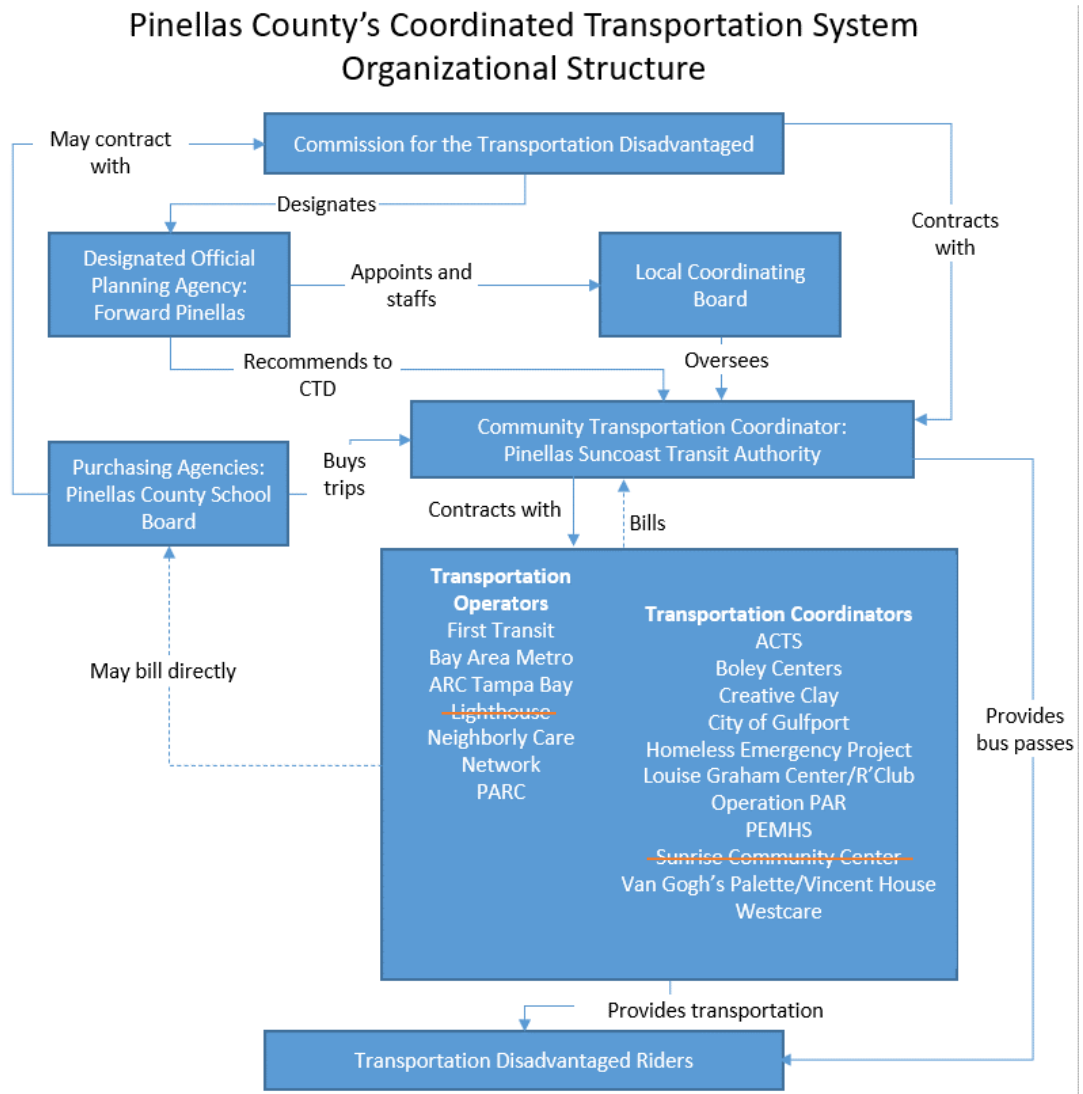 Pinellas County's Coordinated Transportation System
Organizational Structure
May contract
with
Commission for the Transportation Disadvantaged
Designates
Contracts
with
Designated Official
Planning Agency:
Forward Pinellas
Appoints and
staffs
Local Coordinating
Board
Recommends to
CTD
Oversees
Community Transportation Coordinator:
Pinellas Suncoast Transit Authority
Purchasing Agencies:
Pinellas County School
Board
Buys
trips
Contracts with
Bills
Transportation
Operators
First Transit
Bay Area Metro
ARC Tampa Bay
Lighthouse
Neighborly Care
Network
PARC
Transportation Coordinators
ACTS
Boley Centers
Creative Clay
City of Gulfport
Homeless Emergency Project
Louise Graham Center/R'Club
Operation PAR
PEMHS
Sunrise Community Center
Van Gogh's Palette/Vincent House
Westcare
May bill directly
Provides
bus passes
Provides transportation
Transportation Disadvantaged Riders